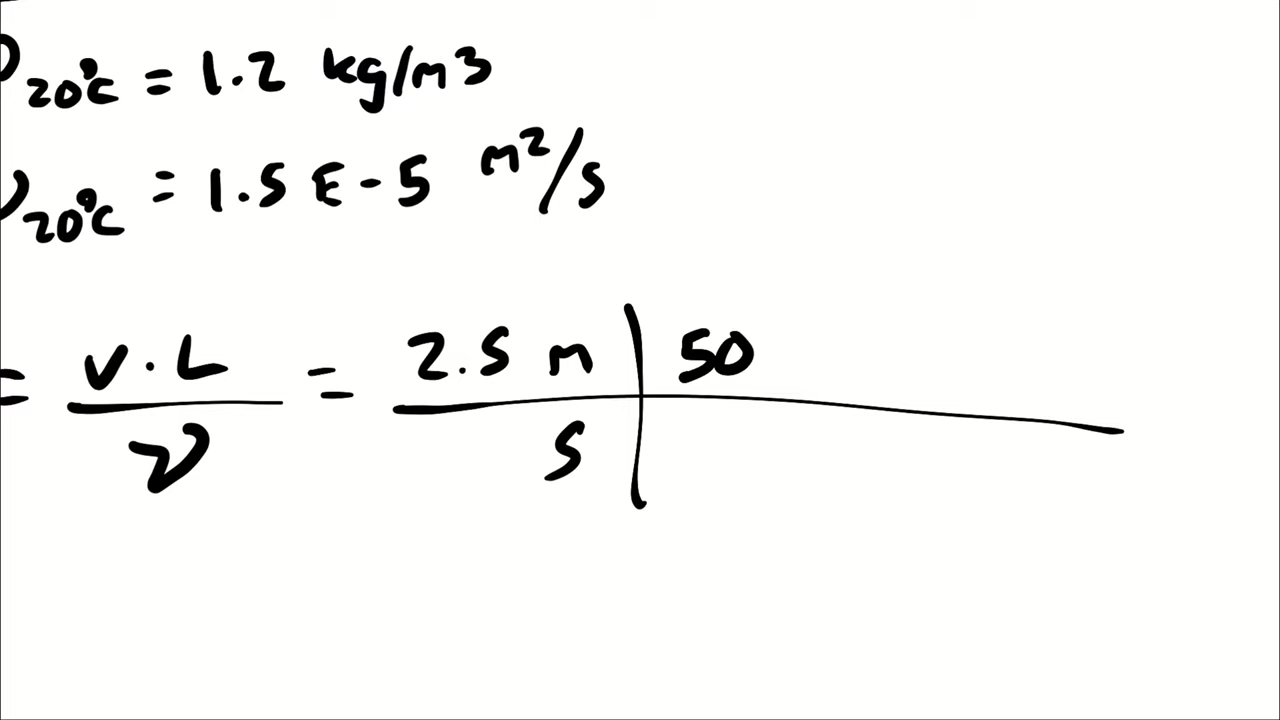 ρ20°C = 1.2 kg/m3
ν20°C = 1.5 E-5 m²/s
= v·L / ν = 2.5 m / s | 50